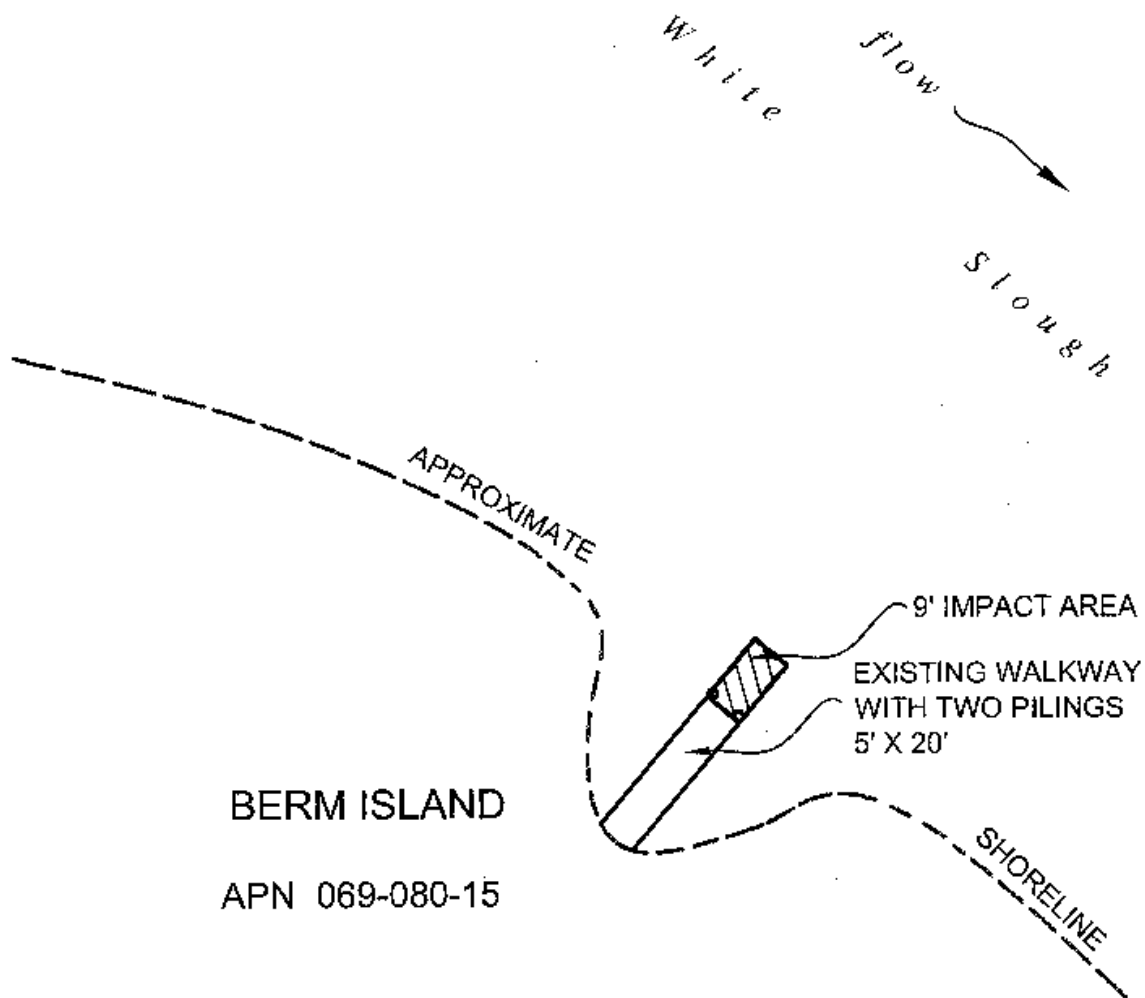 White
flow
Slough
APPROXIMATE
9' IMPACT AREA
EXISTING WALKWAY
WITH TWO PILINGS
5' X 20'
BERM ISLAND
SHORELINE
APN 069-080-15